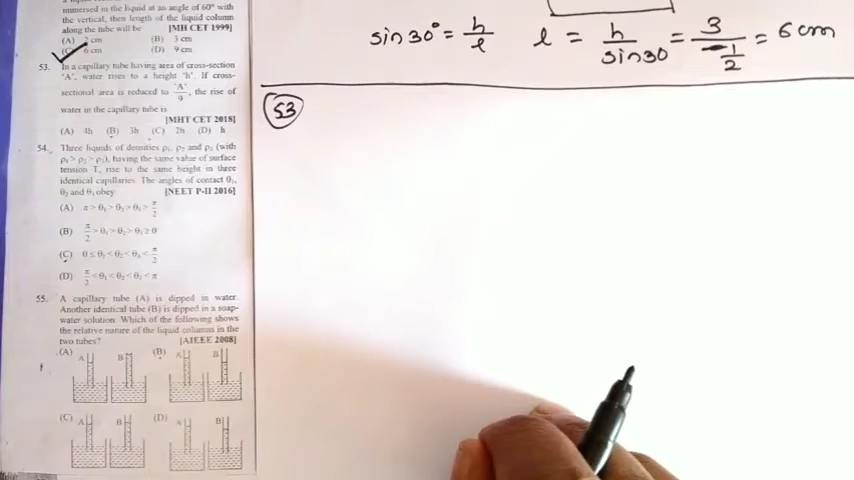 immersed in the liquid at an angle of 60° with
the vertical, then length of the liquid column
along the tube will be [MH CET 1999]
(A) 2 cm (B) 3 cm
(C) 6 cm (D) 9 cm
53. In a capillary tube having area of cross-section
'A', water rises to a height 'h'. If cross-
sectional area is reduced to 'A/9', the rise of
water in the capillary tube is
[MHT CET 2018]
(A) 4h (B) 3h (C) 2h (D) h
54. Three liquids of densities ρ₁, ρ₂ and ρ₃ (with
ρ₁ > ρ₂ > ρ₃), having the same value of surface
tension T, rise to the same height in three
identical capillaries. The angles of contact θ₁,
θ₂ and θ₃ obey [NEET P-II 2016]
(A) π > θ₁ > θ₂ > θ₃ > π/2
(B) π/2 > θ₁ > θ₂ > θ₃ ≥ 0
(C) 0 ≤ θ₁ < θ₂ < θ₃ < π/2
(D) π/2 < θ₁ < θ₂ < θ₃ < π
55. A capillary tube (A) is dipped in water.
Another identical tube (B) is dipped in a soap-
water solution. Which of the following shows
the relative nature of the liquid columns in the
two tubes? [AIEEE 2008]
(A) A B (B) A B
(C) A B (D) A B
sin30° = h/l l = h/sin30 = 3/(1/2) = 6cm
53